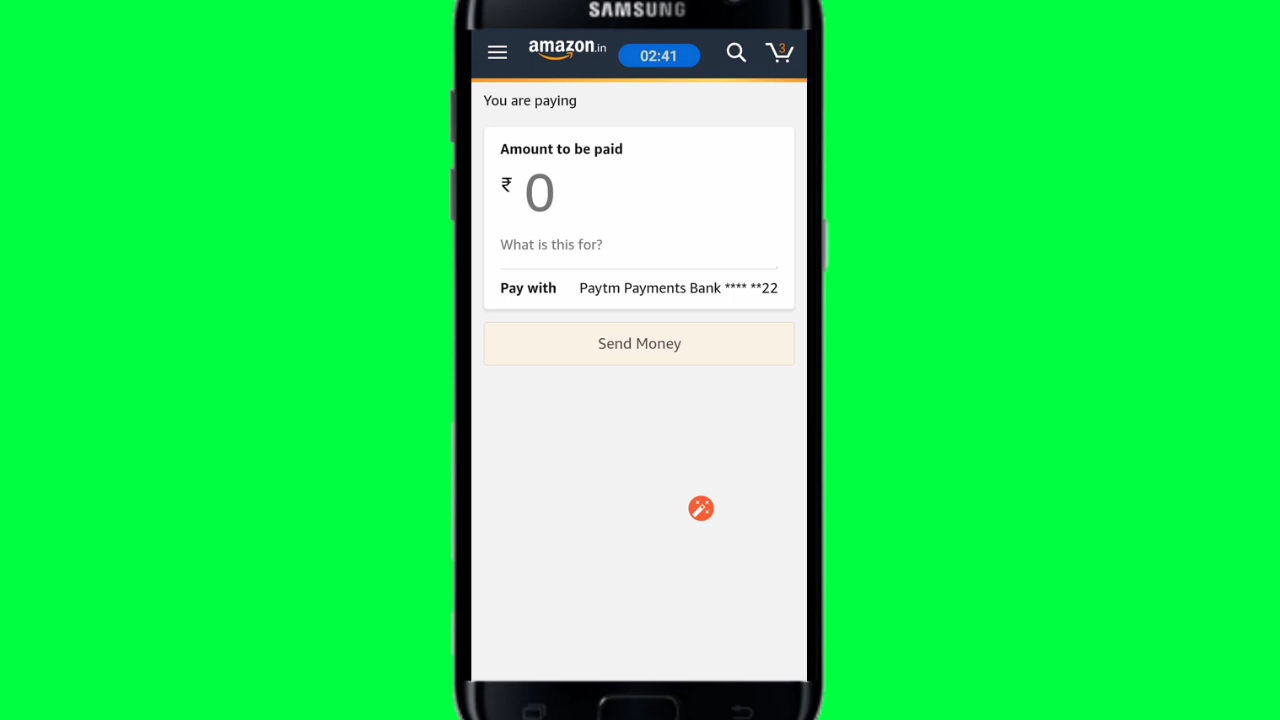 SAMSUNG
amazon.in 02:41 3
You are paying
Amount to be paid
₹ 0
What is this for?
Pay with Paytm Payments Bank **** **22
Send Money